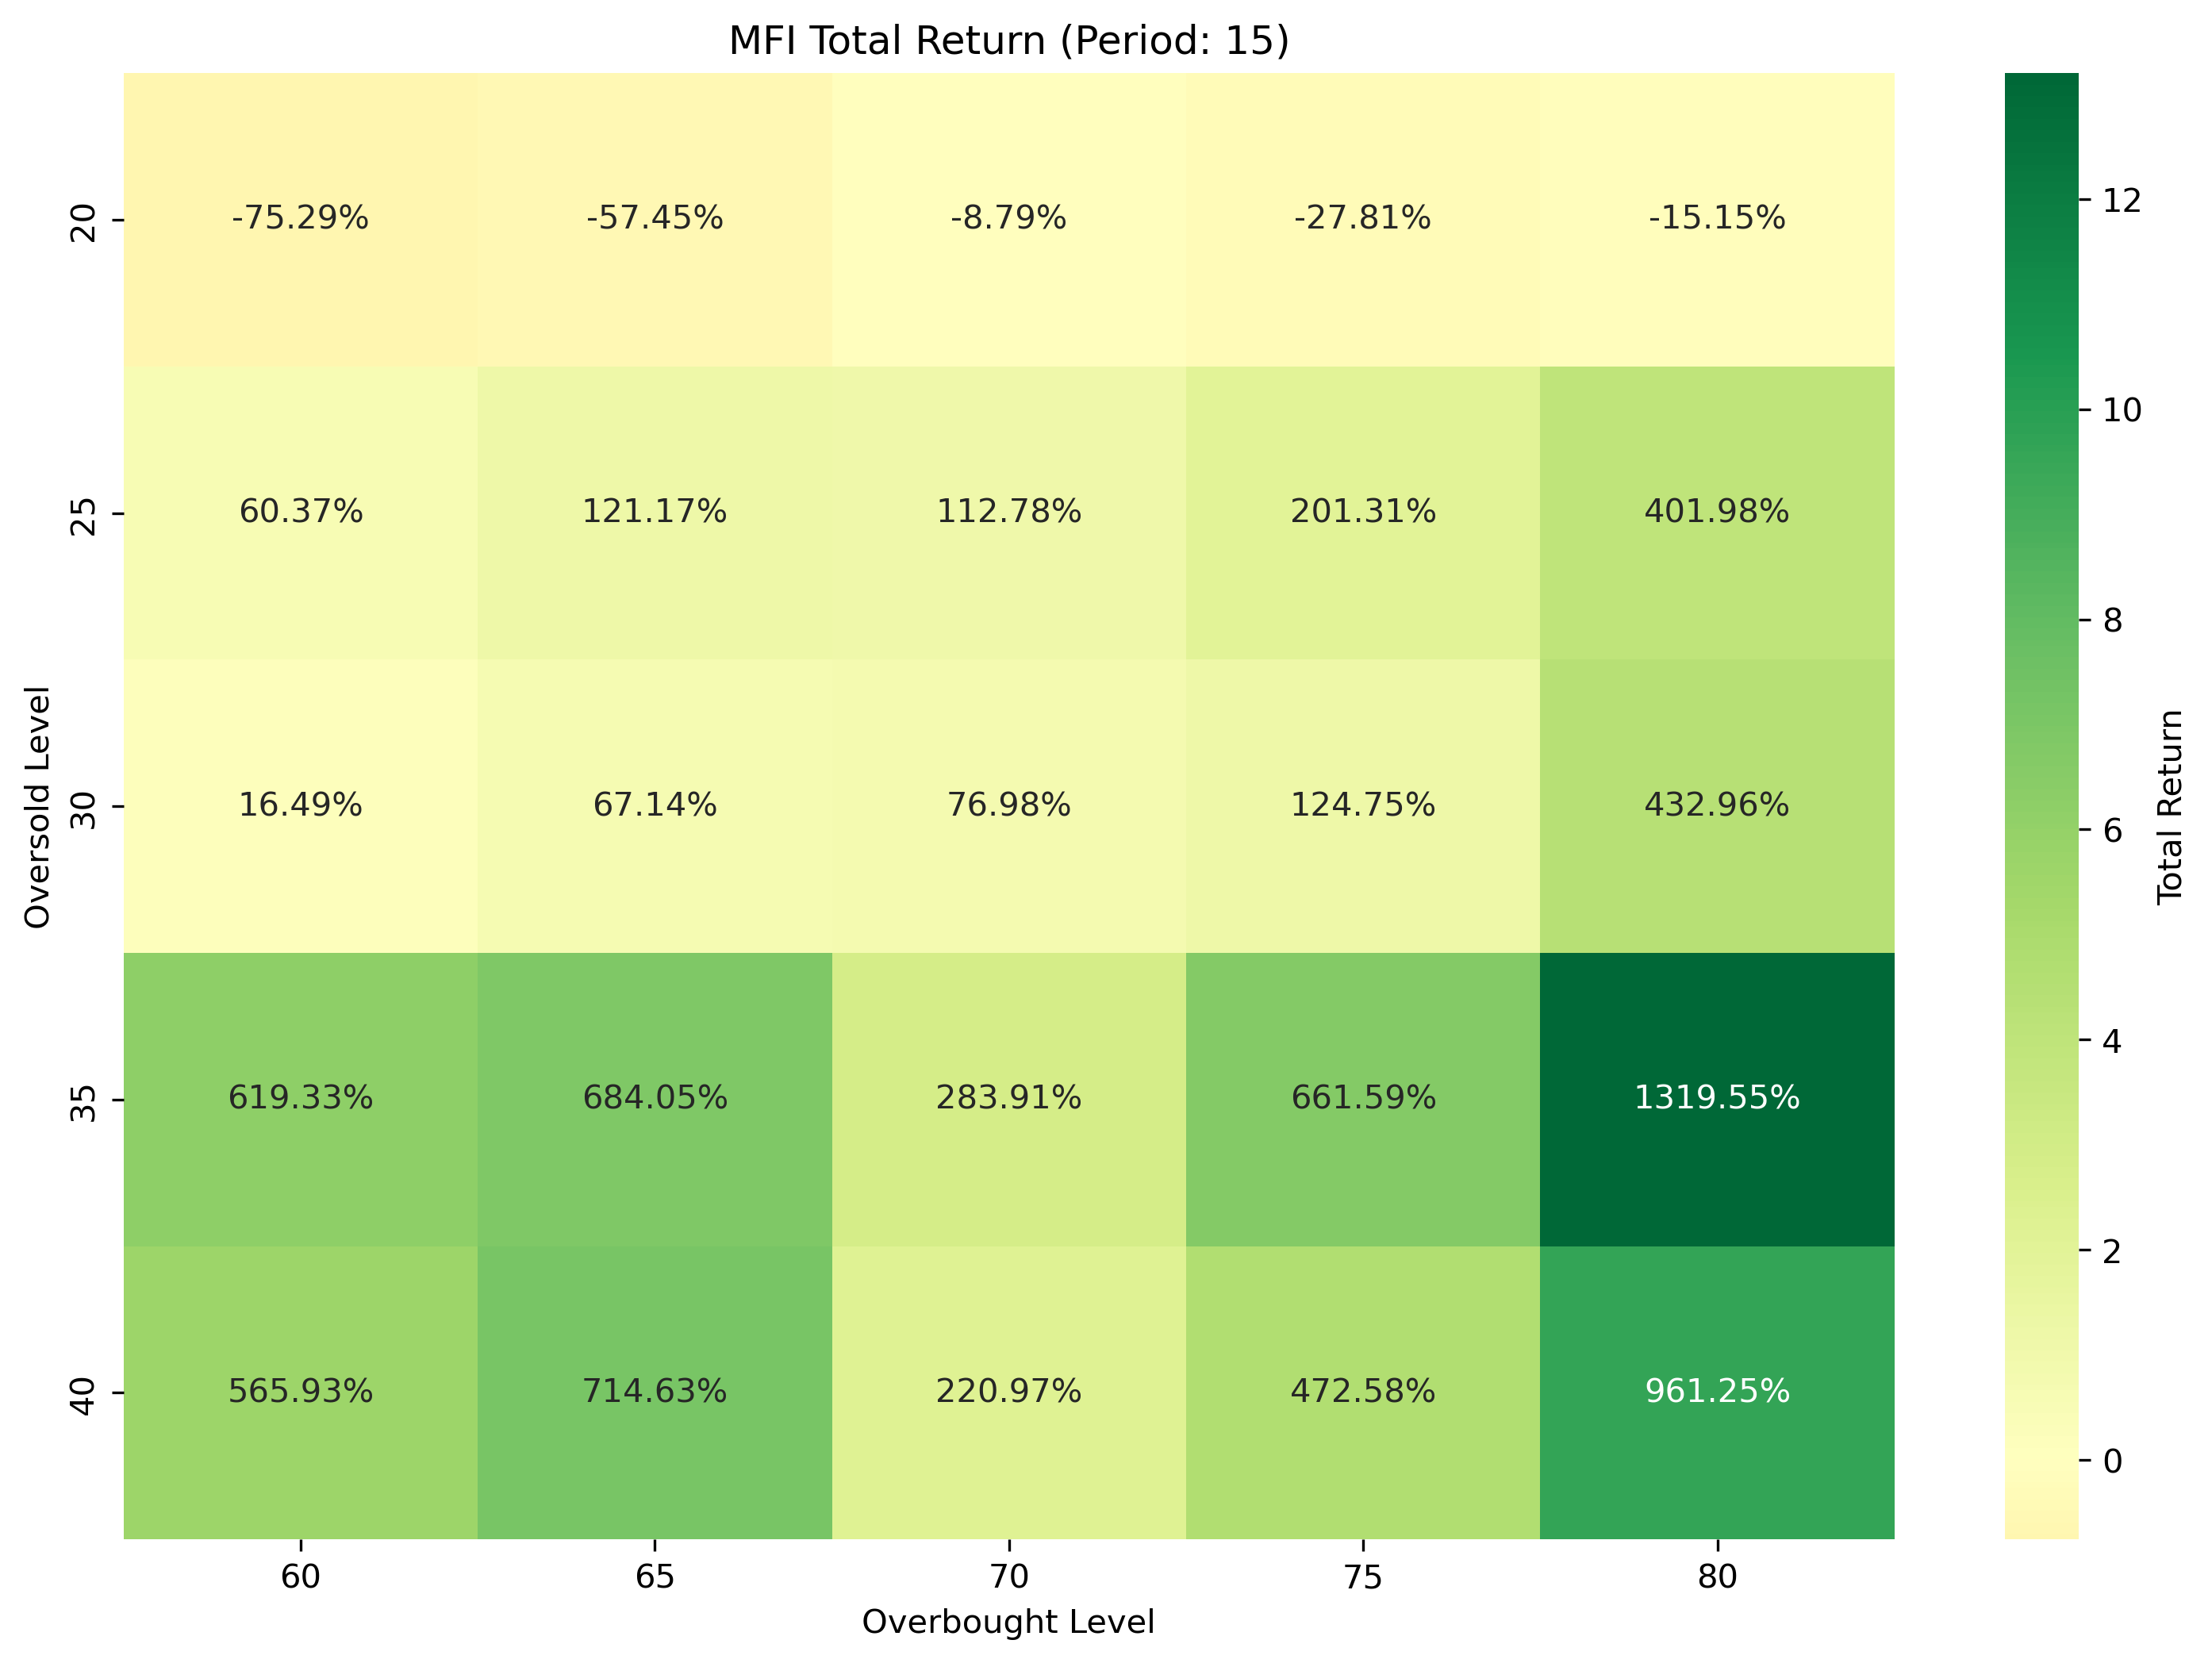 MFI Total Return (Period: 15)
Oversold Level
20 -75.29% -57.45% -8.79% -27.81% -15.15%
25 60.37% 121.17% 112.78% 201.31% 401.98%
30 16.49% 67.14% 76.98% 124.75% 432.96%
35 619.33% 684.05% 283.91% 661.59% 1319.55%
40 565.93% 714.63% 220.97% 472.58% 961.25%
60 65 70 75 80
Overbought Level
12
10
8
6
4
2
0
Total Return